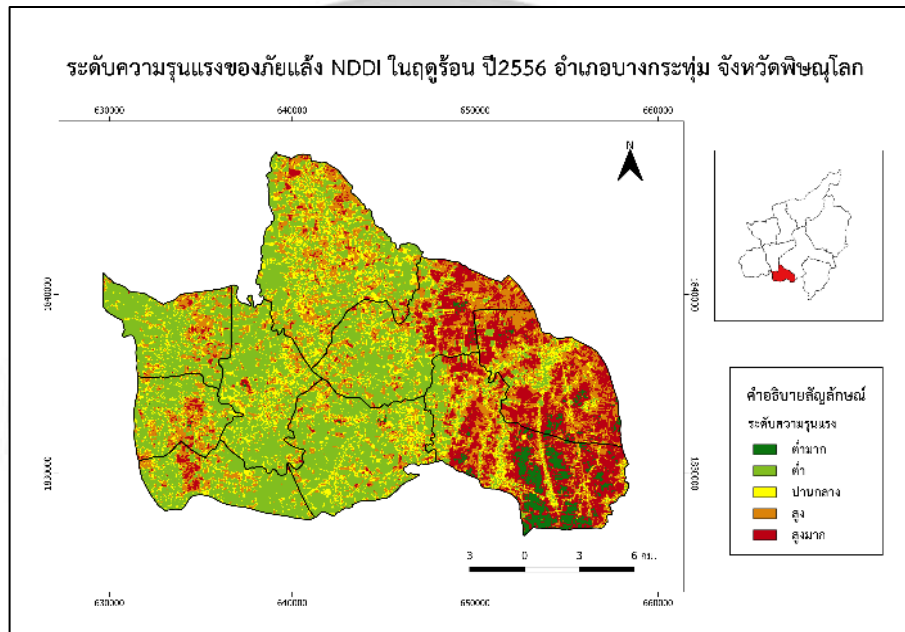 ระดับความรุนแรงของภัยแล้ง NDDI ในฤดูร้อน ปี2556 อำเภอบางกระทุ่ม จังหวัดพิษณุโลก
630000 640000 650000 660000
N
1840000 1840000
คำอธิบายสัญลักษณ์
ระดับความรุนแรง
ต่ำมาก
ต่ำ
ปานกลาง
สูง
สูงมาก
1830000 1830000
3 0 3 6 กม.
630000 640000 650000 660000